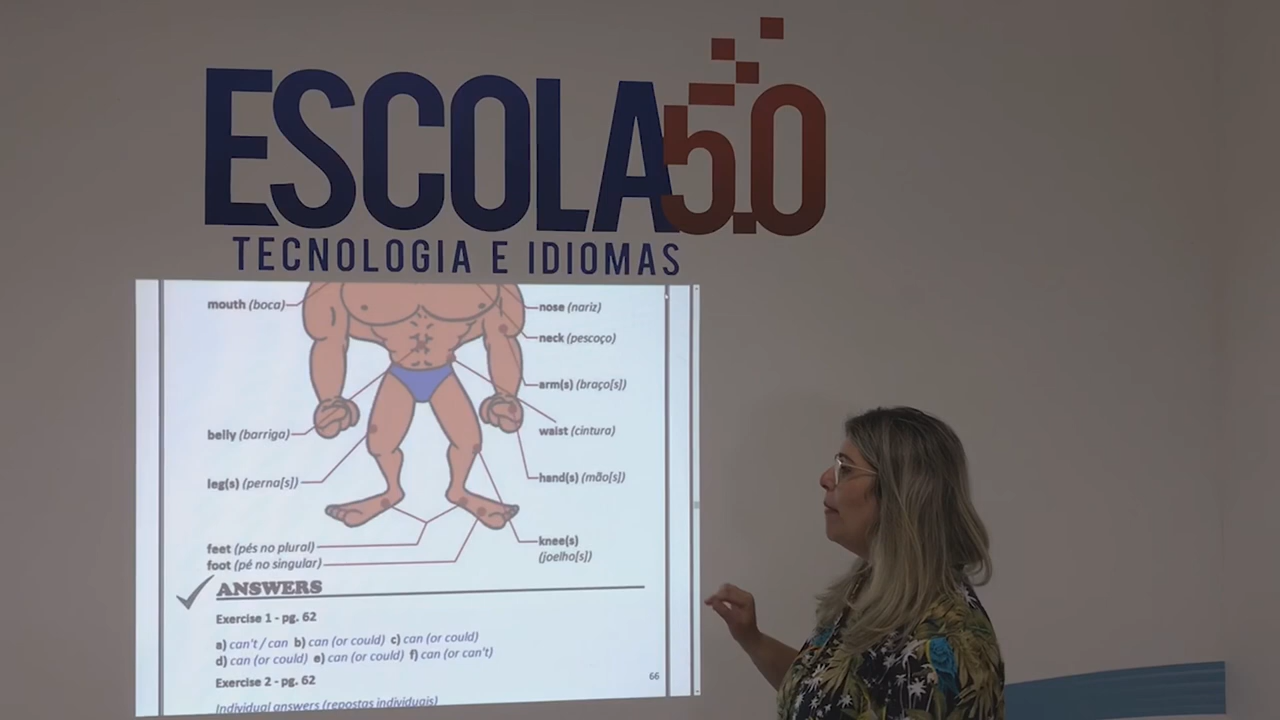 ESCOLA 5.0
TECNOLOGIA E IDIOMAS
mouth (boca)
nose (nariz)
neck (pescoço)
arm(s) (braço[s])
belly (barriga)
waist (cintura)
leg(s) (perna[s])
hand(s) (mão[s])
feet (pés no plural)
knee(s)
(joelho[s])
foot (pé no singular)
ANSWERS
Exercise 1 - pg. 62
a) can't / can b) can (or could) c) can (or could)
d) can (or could) e) can (or could) f) can (or can't)
Exercise 2 - pg. 62
66
Individual answers (repostas individuais)